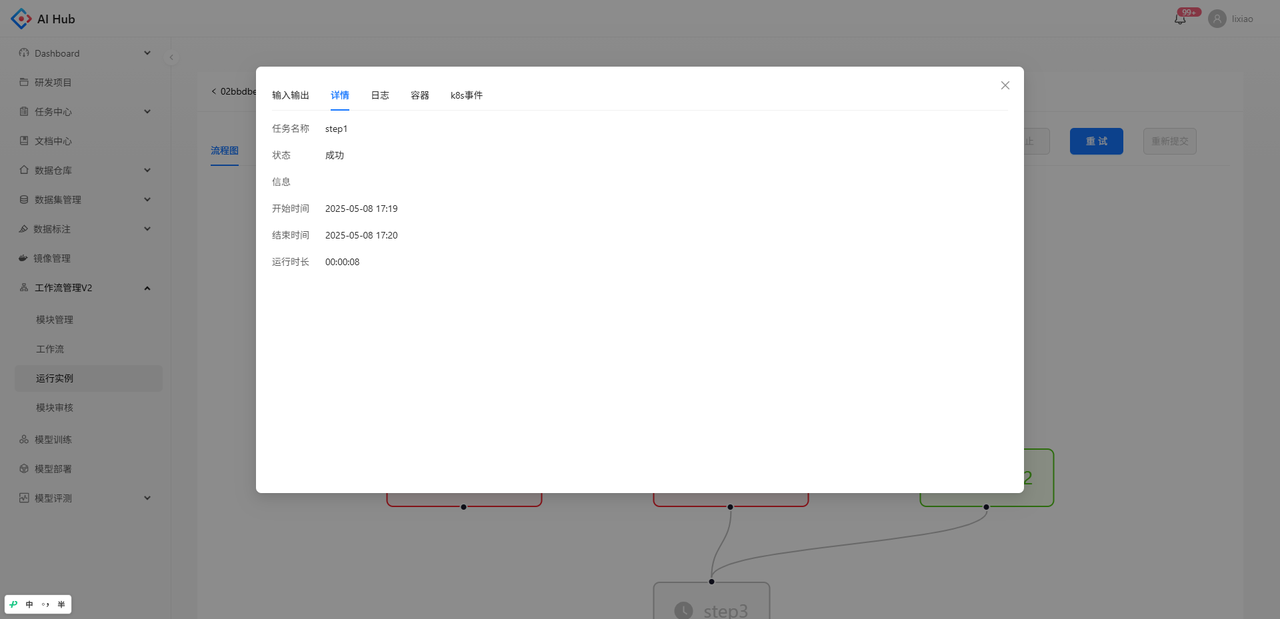 AI Hub
99+
lixiao
Dashboard
研发项目
任务中心
文档中心
数据仓库
数据集管理
数据标注
镜像管理
工作流管理V2
模块管理
工作流
运行实例
模块审核
模型训练
模型部署
模型评测
02bbdbe
流程图
止
重 试
重新提交
输入输出 详情 日志 容器 k8s事件
任务名称 step1
状态 成功
信息
开始时间 2025-05-08 17:19
结束时间 2025-05-08 17:20
运行时长 00:00:08
2
step3
中 半